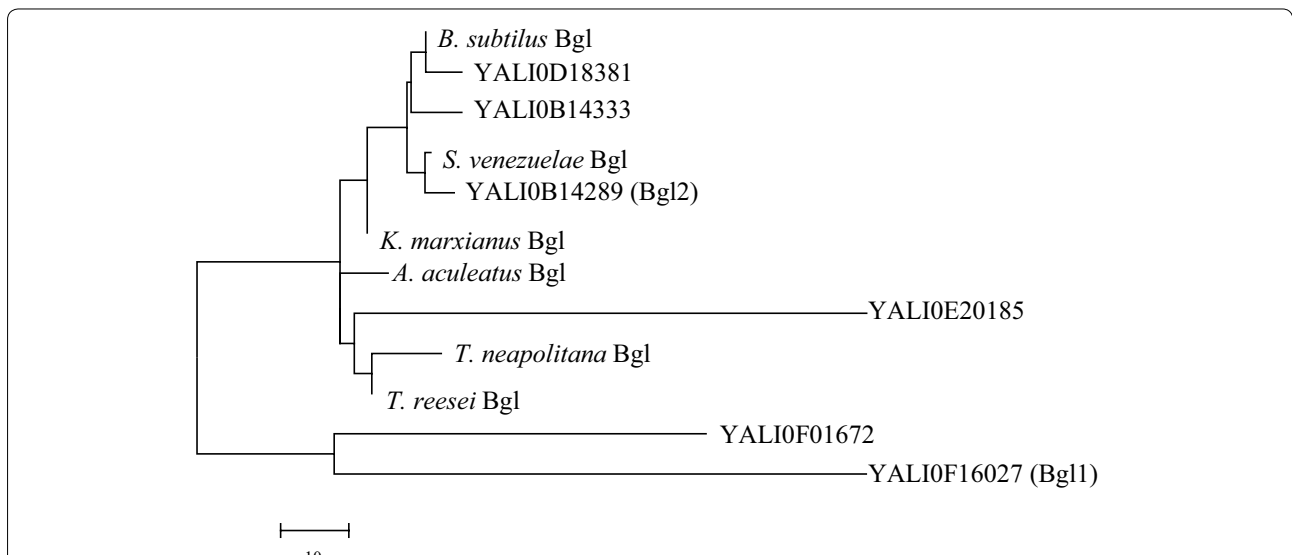 B. subtilus Bgl
YALI0D18381
YALI0B14333
S. venezuelae Bgl
YALI0B14289 (Bgl2)
K. marxianus Bgl
A. aculeatus Bgl
YALI0E20185
T. neapolitana Bgl
T. reesei Bgl
YALI0F01672
YALI0F16027 (Bgl1)
10